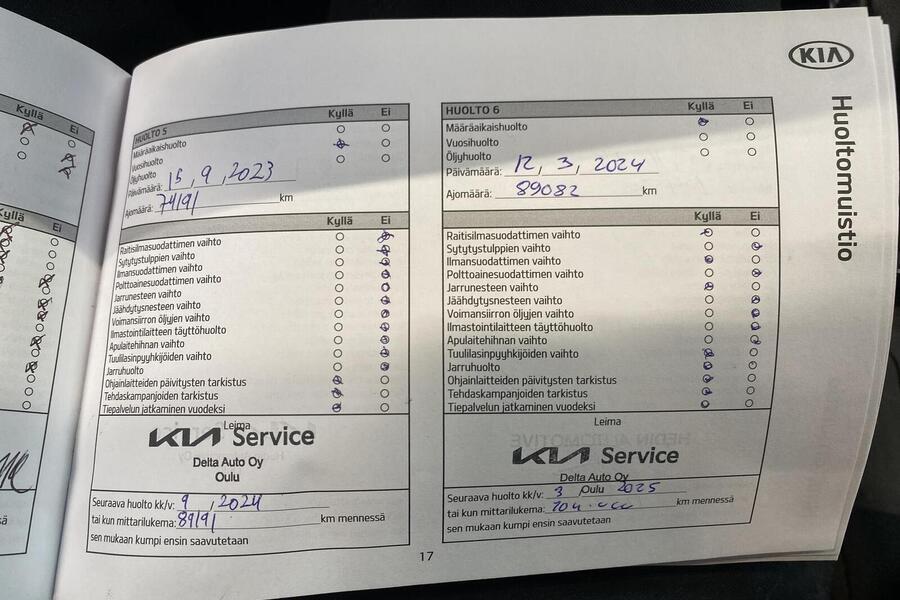 Kyllä
Ei
Kyllä
Ei
sä
KIA
Huoltomuistio
HUOLTO 5 Kyllä Ei
Määräaikaishuolto
Vuosihuolto
Öljyhuolto
Päivämäärä: 15, 9, 2023
Ajomäärä: 74191 km
Kyllä Ei
Raitisilmasuodattimen vaihto
Sytytystulppien vaihto
Ilmansuodattimen vaihto
Polttoainesuodattimen vaihto
Jarrunesteen vaihto
Jäähdytysnesteen vaihto
Voimansiirron öljyjen vaihto
Ilmastointilaitteen täyttöhuolto
Apulaitehihnan vaihto
Tuulilasinpyyhkijöiden vaihto
Jarruhuolto
Ohjainlaitteiden päivitysten tarkistus
Tehdaskampanjoiden tarkistus
Tiepalvelun jatkaminen vuodeksi
Leima
KIA Service
Delta Auto Oy
Oulu
Seuraava huolto kk/v: 9, 2024
tai kun mittarilukema: 89191 km mennessä
sen mukaan kumpi ensin saavutetaan
HUOLTO 6 Kyllä Ei
Määräaikaishuolto
Vuosihuolto
Öljyhuolto
Päivämäärä: 12, 3, 2024
Ajomäärä: 89082 km
Kyllä Ei
Raitisilmasuodattimen vaihto
Sytytystulppien vaihto
Ilmansuodattimen vaihto
Polttoainesuodattimen vaihto
Jarrunesteen vaihto
Jäähdytysnesteen vaihto
Voimansiirron öljyjen vaihto
Ilmastointilaitteen täyttöhuolto
Apulaitehihnan vaihto
Tuulilasinpyyhkijöiden vaihto
Jarruhuolto
Ohjainlaitteiden päivitysten tarkistus
Tehdaskampanjoiden tarkistus
Tiepalvelun jatkaminen vuodeksi
Leima
KIA Service
Delta Auto Oy
Oulu
Seuraava huolto kk/v: 3, 2025
tai kun mittarilukema: km mennessä
sen mukaan kumpi ensin saavutetaan
17